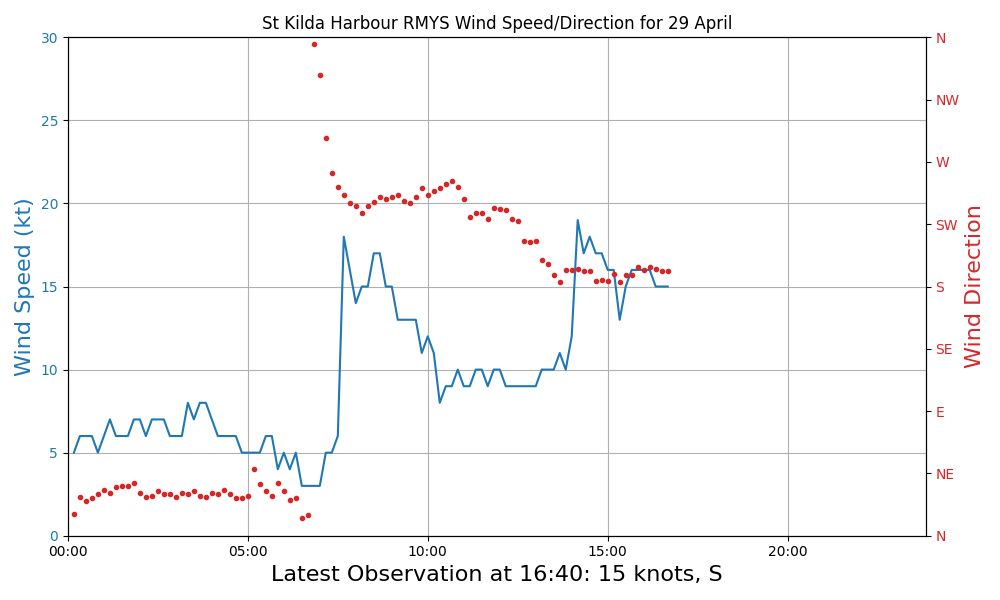 St Kilda Harbour RMYS Wind Speed/Direction for 29 April
30
25
20
15
10
5
0
Wind Speed (kt)
N
NW
W
SW
S
SE
E
NE
N
Wind Direction
00:00
05:00
10:00
15:00
20:00
Latest Observation at 16:40: 15 knots, S